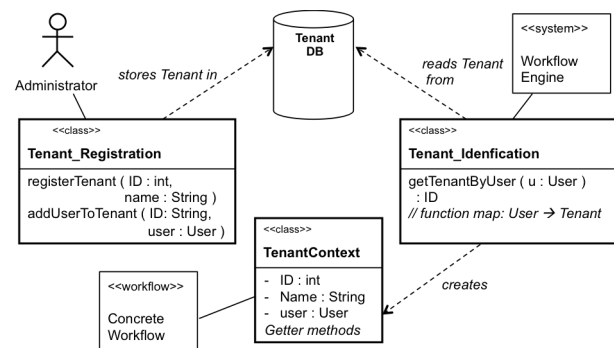 Administrator
stores Tenant in
Tenant
DB
reads Tenant
from
<<system>>
Workflow
Engine
<<class>>
Tenant_Registration
registerTenant ( ID : int,
name : String )
addUserToTenant ( ID: String,
user : User )
<<class>>
Tenant_Idenfication
getTenantByUser ( u : User )
: ID
// function map: User → Tenant
<<class>>
TenantContext
- ID : int
- Name : String
- user : User
Getter methods
creates
<<workflow>>
Concrete
Workflow